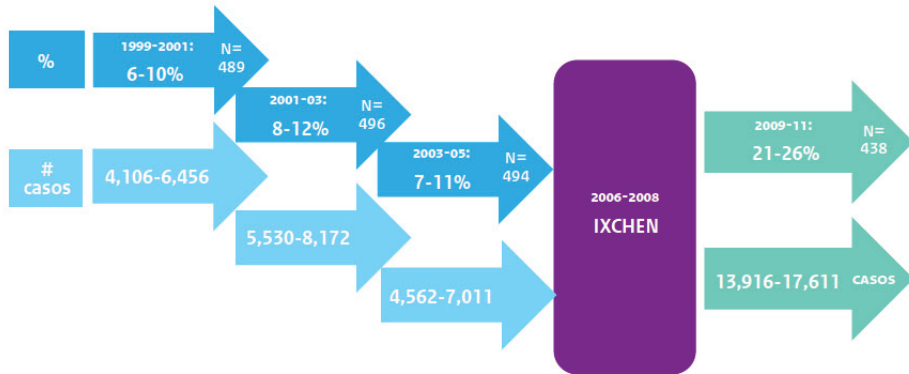 %
1999-2001:
6-10%
N=
489
2001-03:
8-12%
N=
496
2003-05:
7-11%
N=
494
2006-2008
IXCHEN
2009-11:
21-26%
N=
438
#
casos
4,106-6,456
5,530-8,172
4,562-7,011
13,916-17,611 CASOS